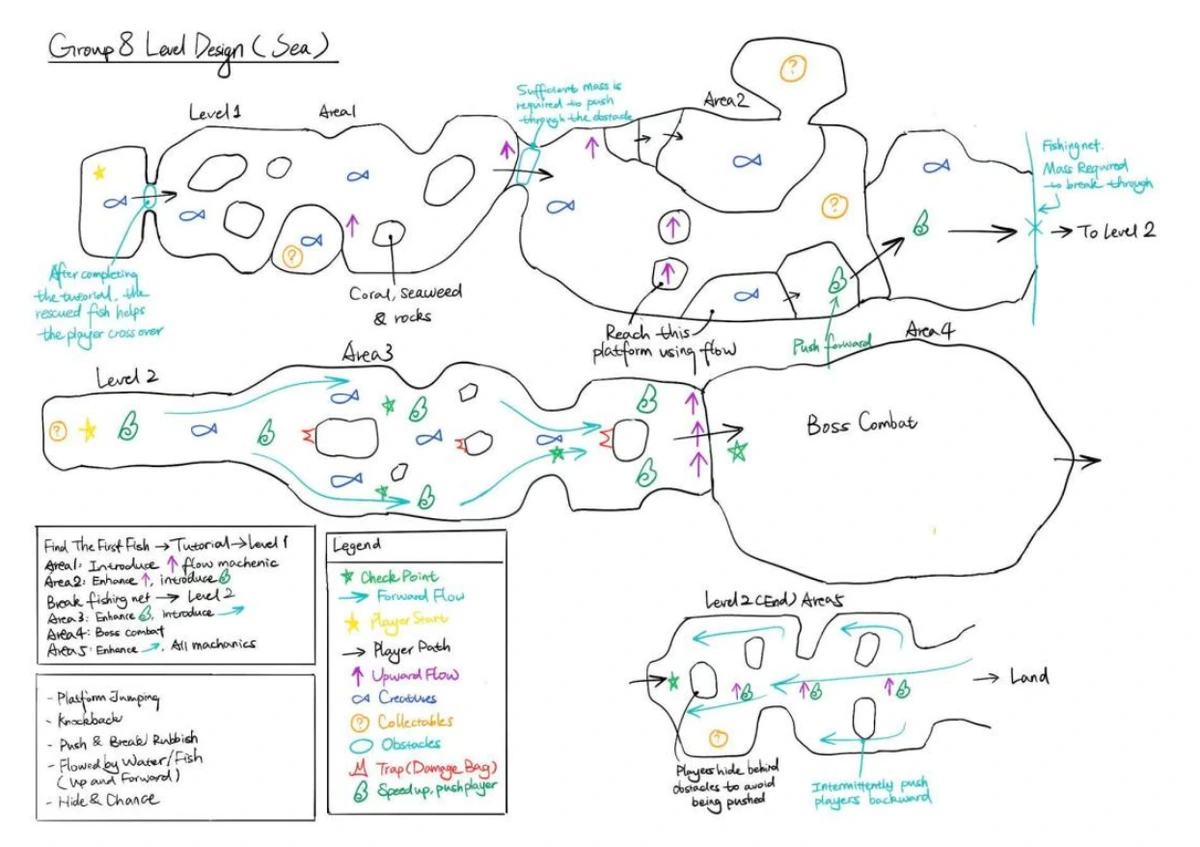 Group 8 Level Design (Sea)
Level 1
Area1
Sufficient mass is
required to push
through the obstacle
Area2
?
Fishing net.
Mass Required
to break through
?
?
To Level 2
After completing
the tutorial, the
rescued fish helps
the player cross over
Coral, seaweed
& rocks
Reach this
platform using flow
Push forward
Level 2
Area3
Area4
?
Boss Combat
Find The First Fish → Tutorial → Level 1
Area1: Introduce ↑ flow machenic
Area2: Enhance ↑, introduce
Break fishing net → Level 2
Area3: Enhance , Introduce →
Area4: Boss combat
Area5: Enhance →, All machanics
- Platform Jumping
- Knockback
- Push & Break Rubbish
- Flowed by Water/Fish
(Up and Forward)
- Hide & Chance
Legend
Check Point
Forward Flow
Player Start
Player Path
Upward Flow
Creatures
? Collectables
Obstacles
Trap (Damage Bag)
Speed up, push player
Level2 (End) Area5
Land
?
Players hide behind
obstacles to avoid
being pushed
Intermittently push
players backward